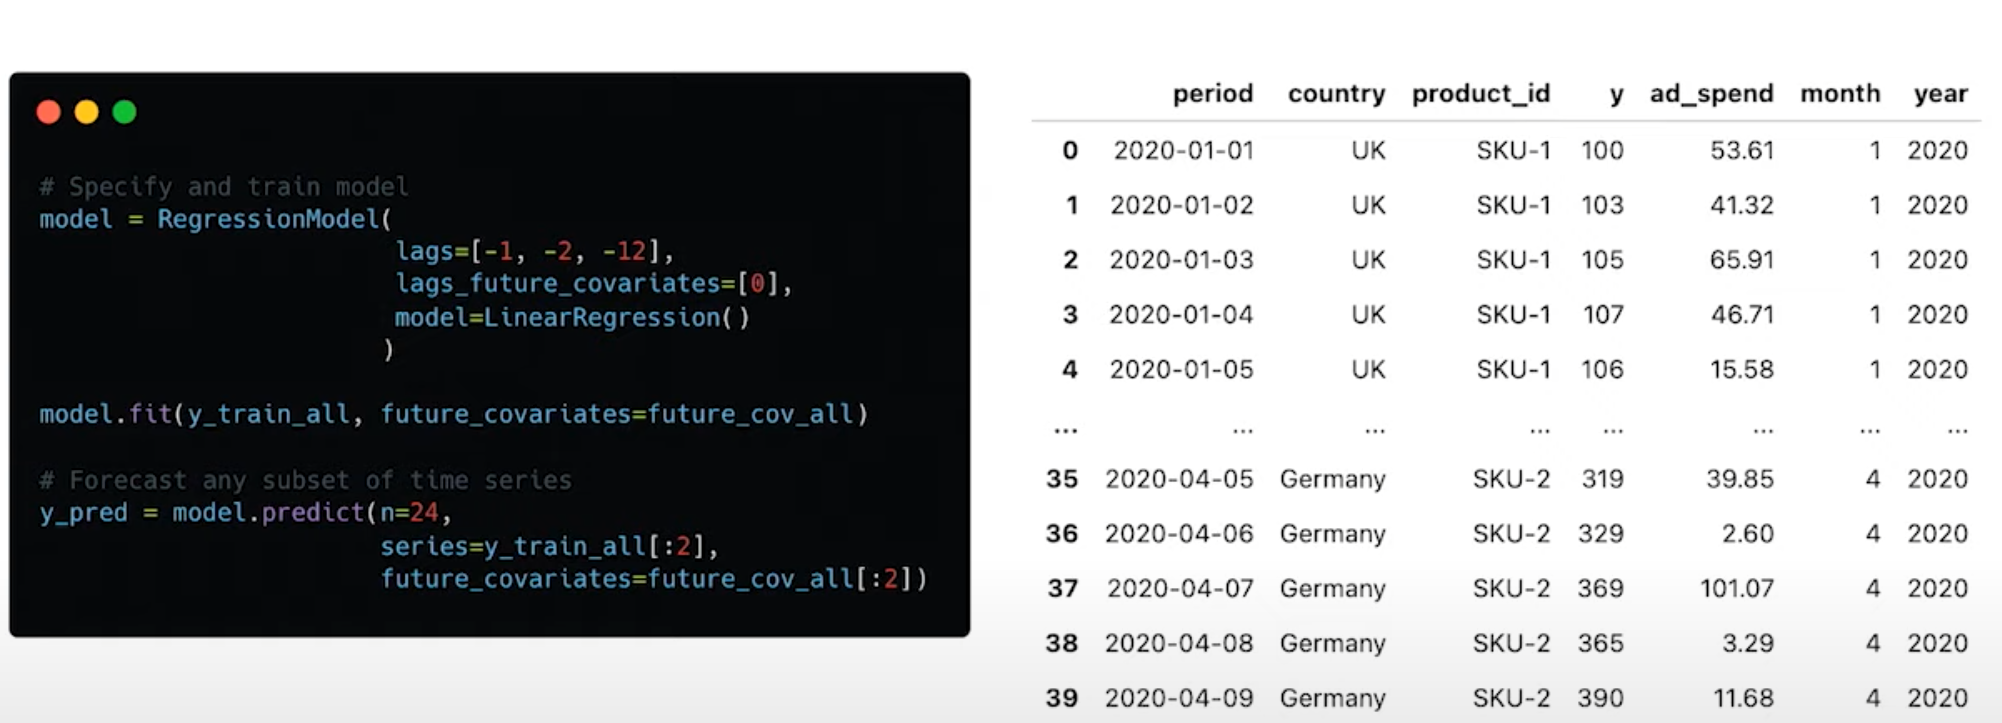 # Specify and train model
model = RegressionModel(
lags=[-1, -2, -12],
lags_future_covariates=[0],
model=LinearRegression()
)
model.fit(y_train_all, future_covariates=future_cov_all)
# Forecast any subset of time series
y_pred = model.predict(n=24,
series=y_train_all[:2],
future_covariates=future_cov_all[:2])
period country product_id y ad_spend month year
0 2020-01-01 UK SKU-1 100 53.61 1 2020
1 2020-01-02 UK SKU-1 103 41.32 1 2020
2 2020-01-03 UK SKU-1 105 65.91 1 2020
3 2020-01-04 UK SKU-1 107 46.71 1 2020
4 2020-01-05 UK SKU-1 106 15.58 1 2020
... ... ... ... ... ... ... ...
35 2020-04-05 Germany SKU-2 319 39.85 4 2020
36 2020-04-06 Germany SKU-2 329 2.60 4 2020
37 2020-04-07 Germany SKU-2 369 101.07 4 2020
38 2020-04-08 Germany SKU-2 365 3.29 4 2020
39 2020-04-09 Germany SKU-2 390 11.68 4 2020